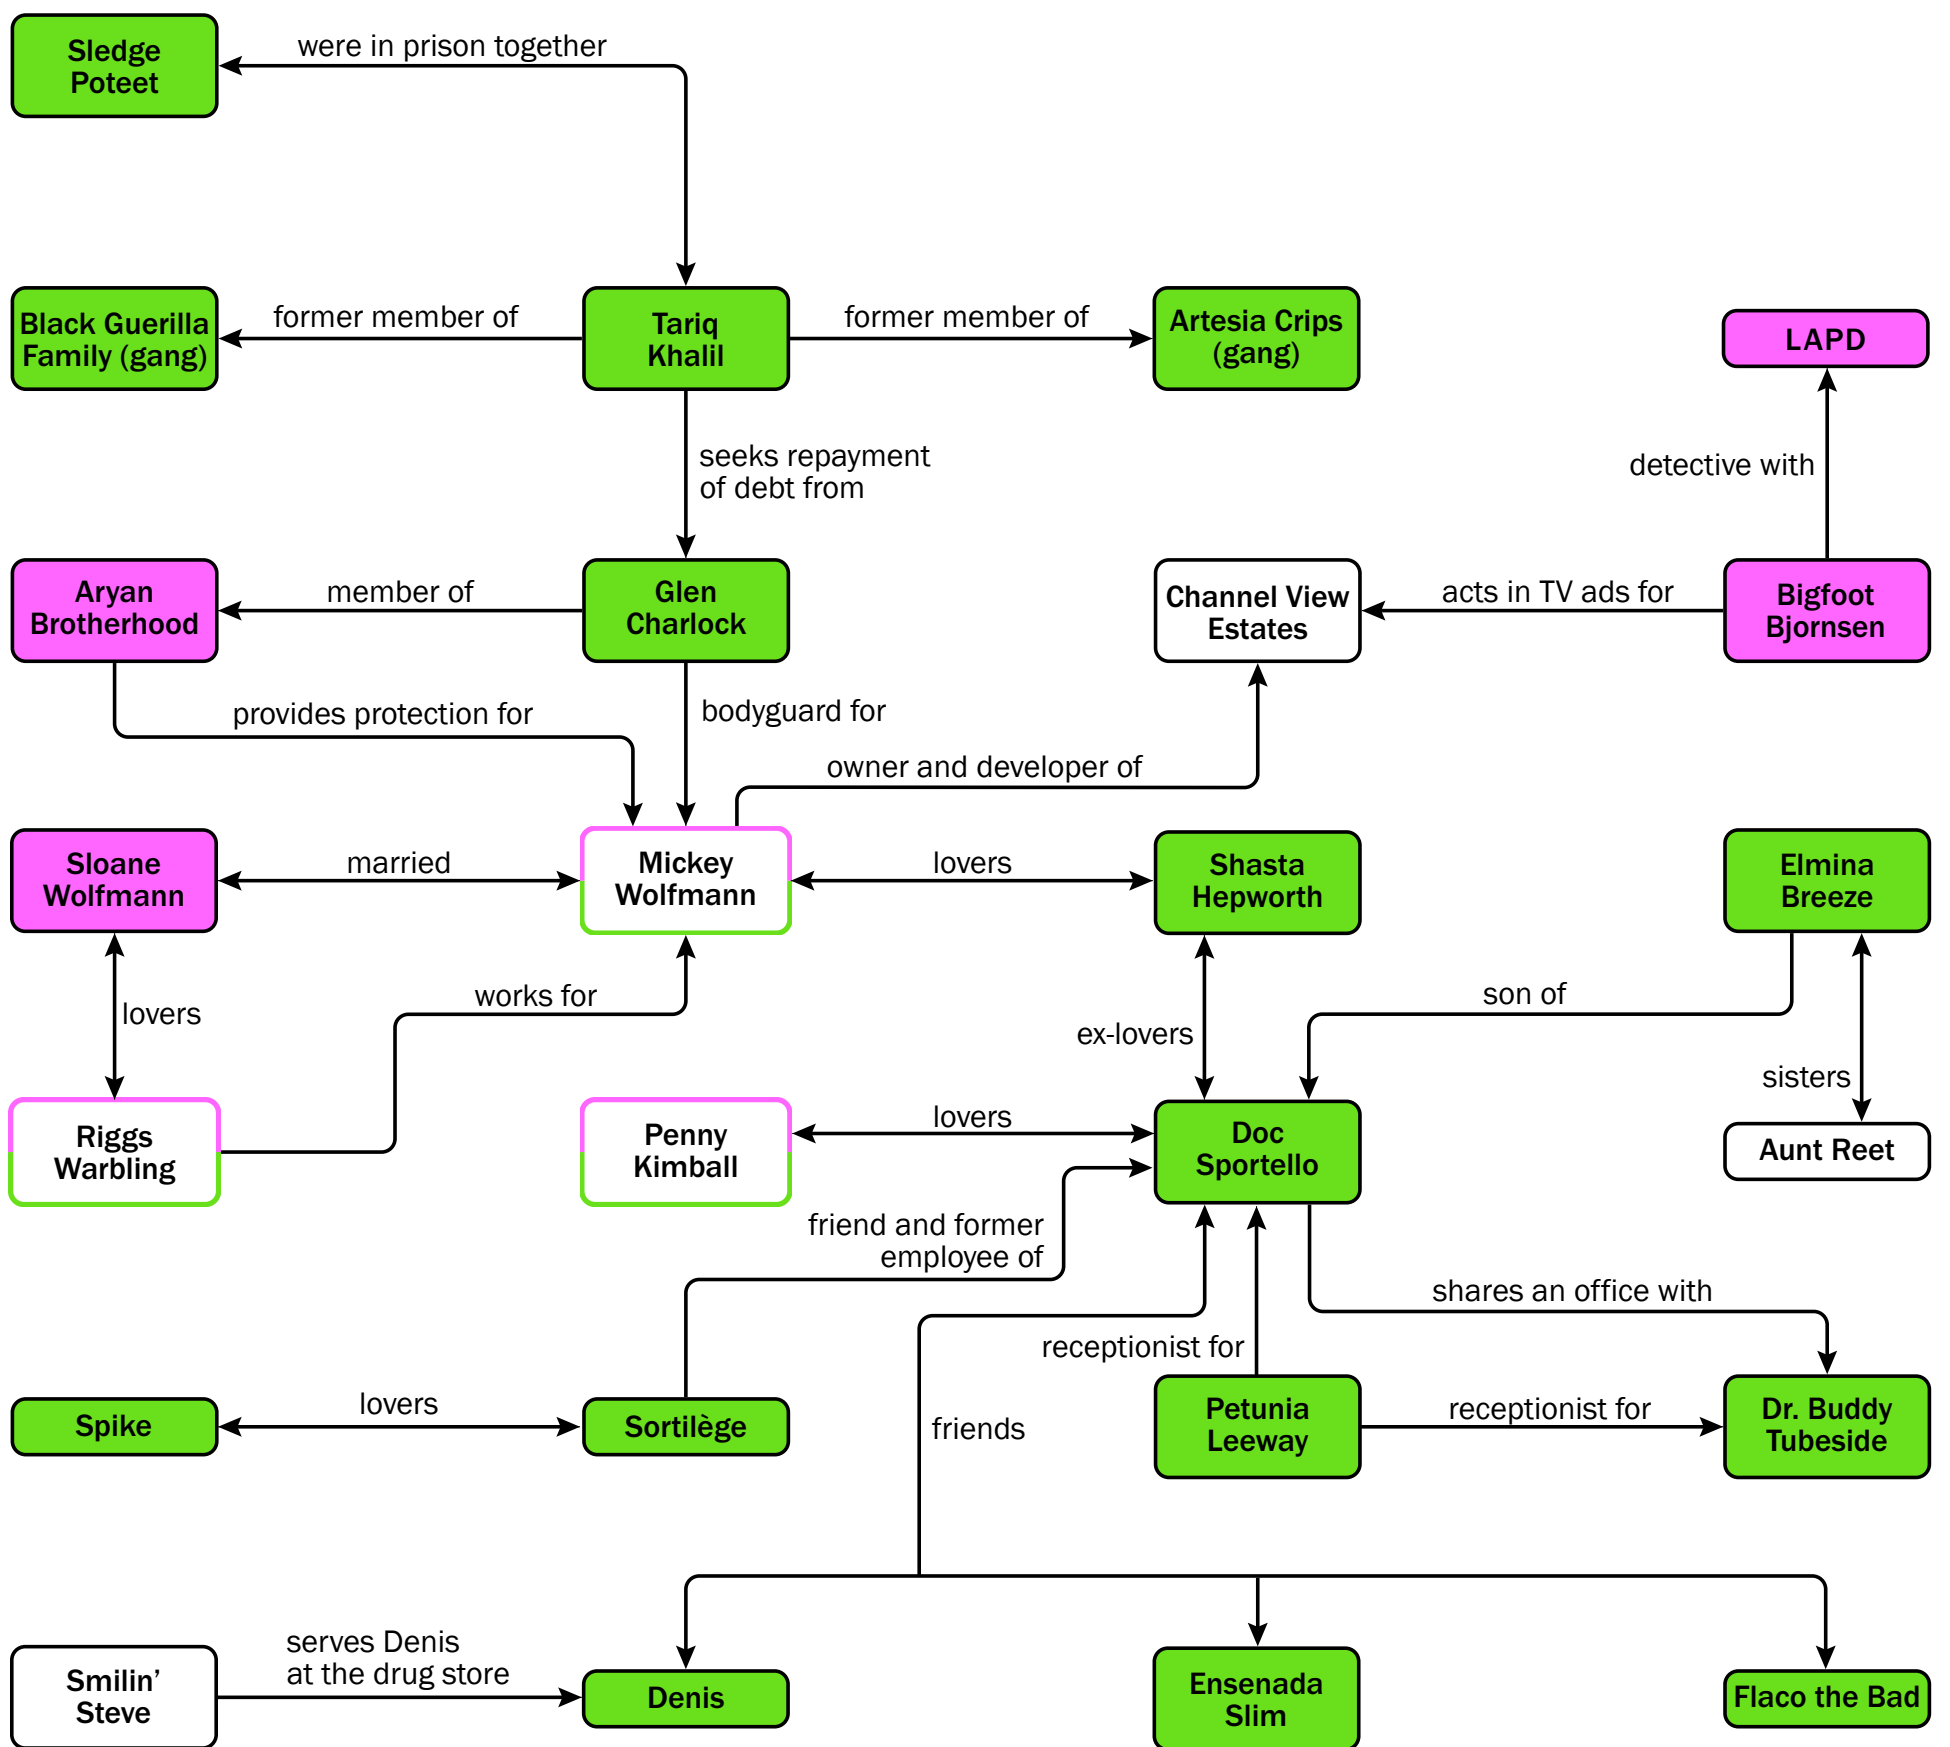 Sledge
Poteet
were in prison together
Black Guerilla
Family (gang)
former member of
Tariq
Khalil
former member of
Artesia Crips
(gang)
LAPD
seeks repayment
of debt from
detective with
Aryan
Brotherhood
member of
Glen
Charlock
Channel View
Estates
acts in TV ads for
Bigfoot
Bjornsen
provides protection for
bodyguard for
owner and developer of
Sloane
Wolfmann
married
Mickey
Wolfmann
lovers
Shasta
Hepworth
Elmina
Breeze
lovers
works for
ex-lovers
son of
sisters
Riggs
Warbling
Penny
Kimball
lovers
Doc
Sportello
Aunt Reet
friend and former
employee of
shares an office with
receptionist for
Spike
lovers
Sortilège
friends
Petunia
Leeway
receptionist for
Dr. Buddy
Tubeside
Smilin’
Steve
serves Denis
at the drug store
Denis
Ensenada
Slim
Flaco the Bad